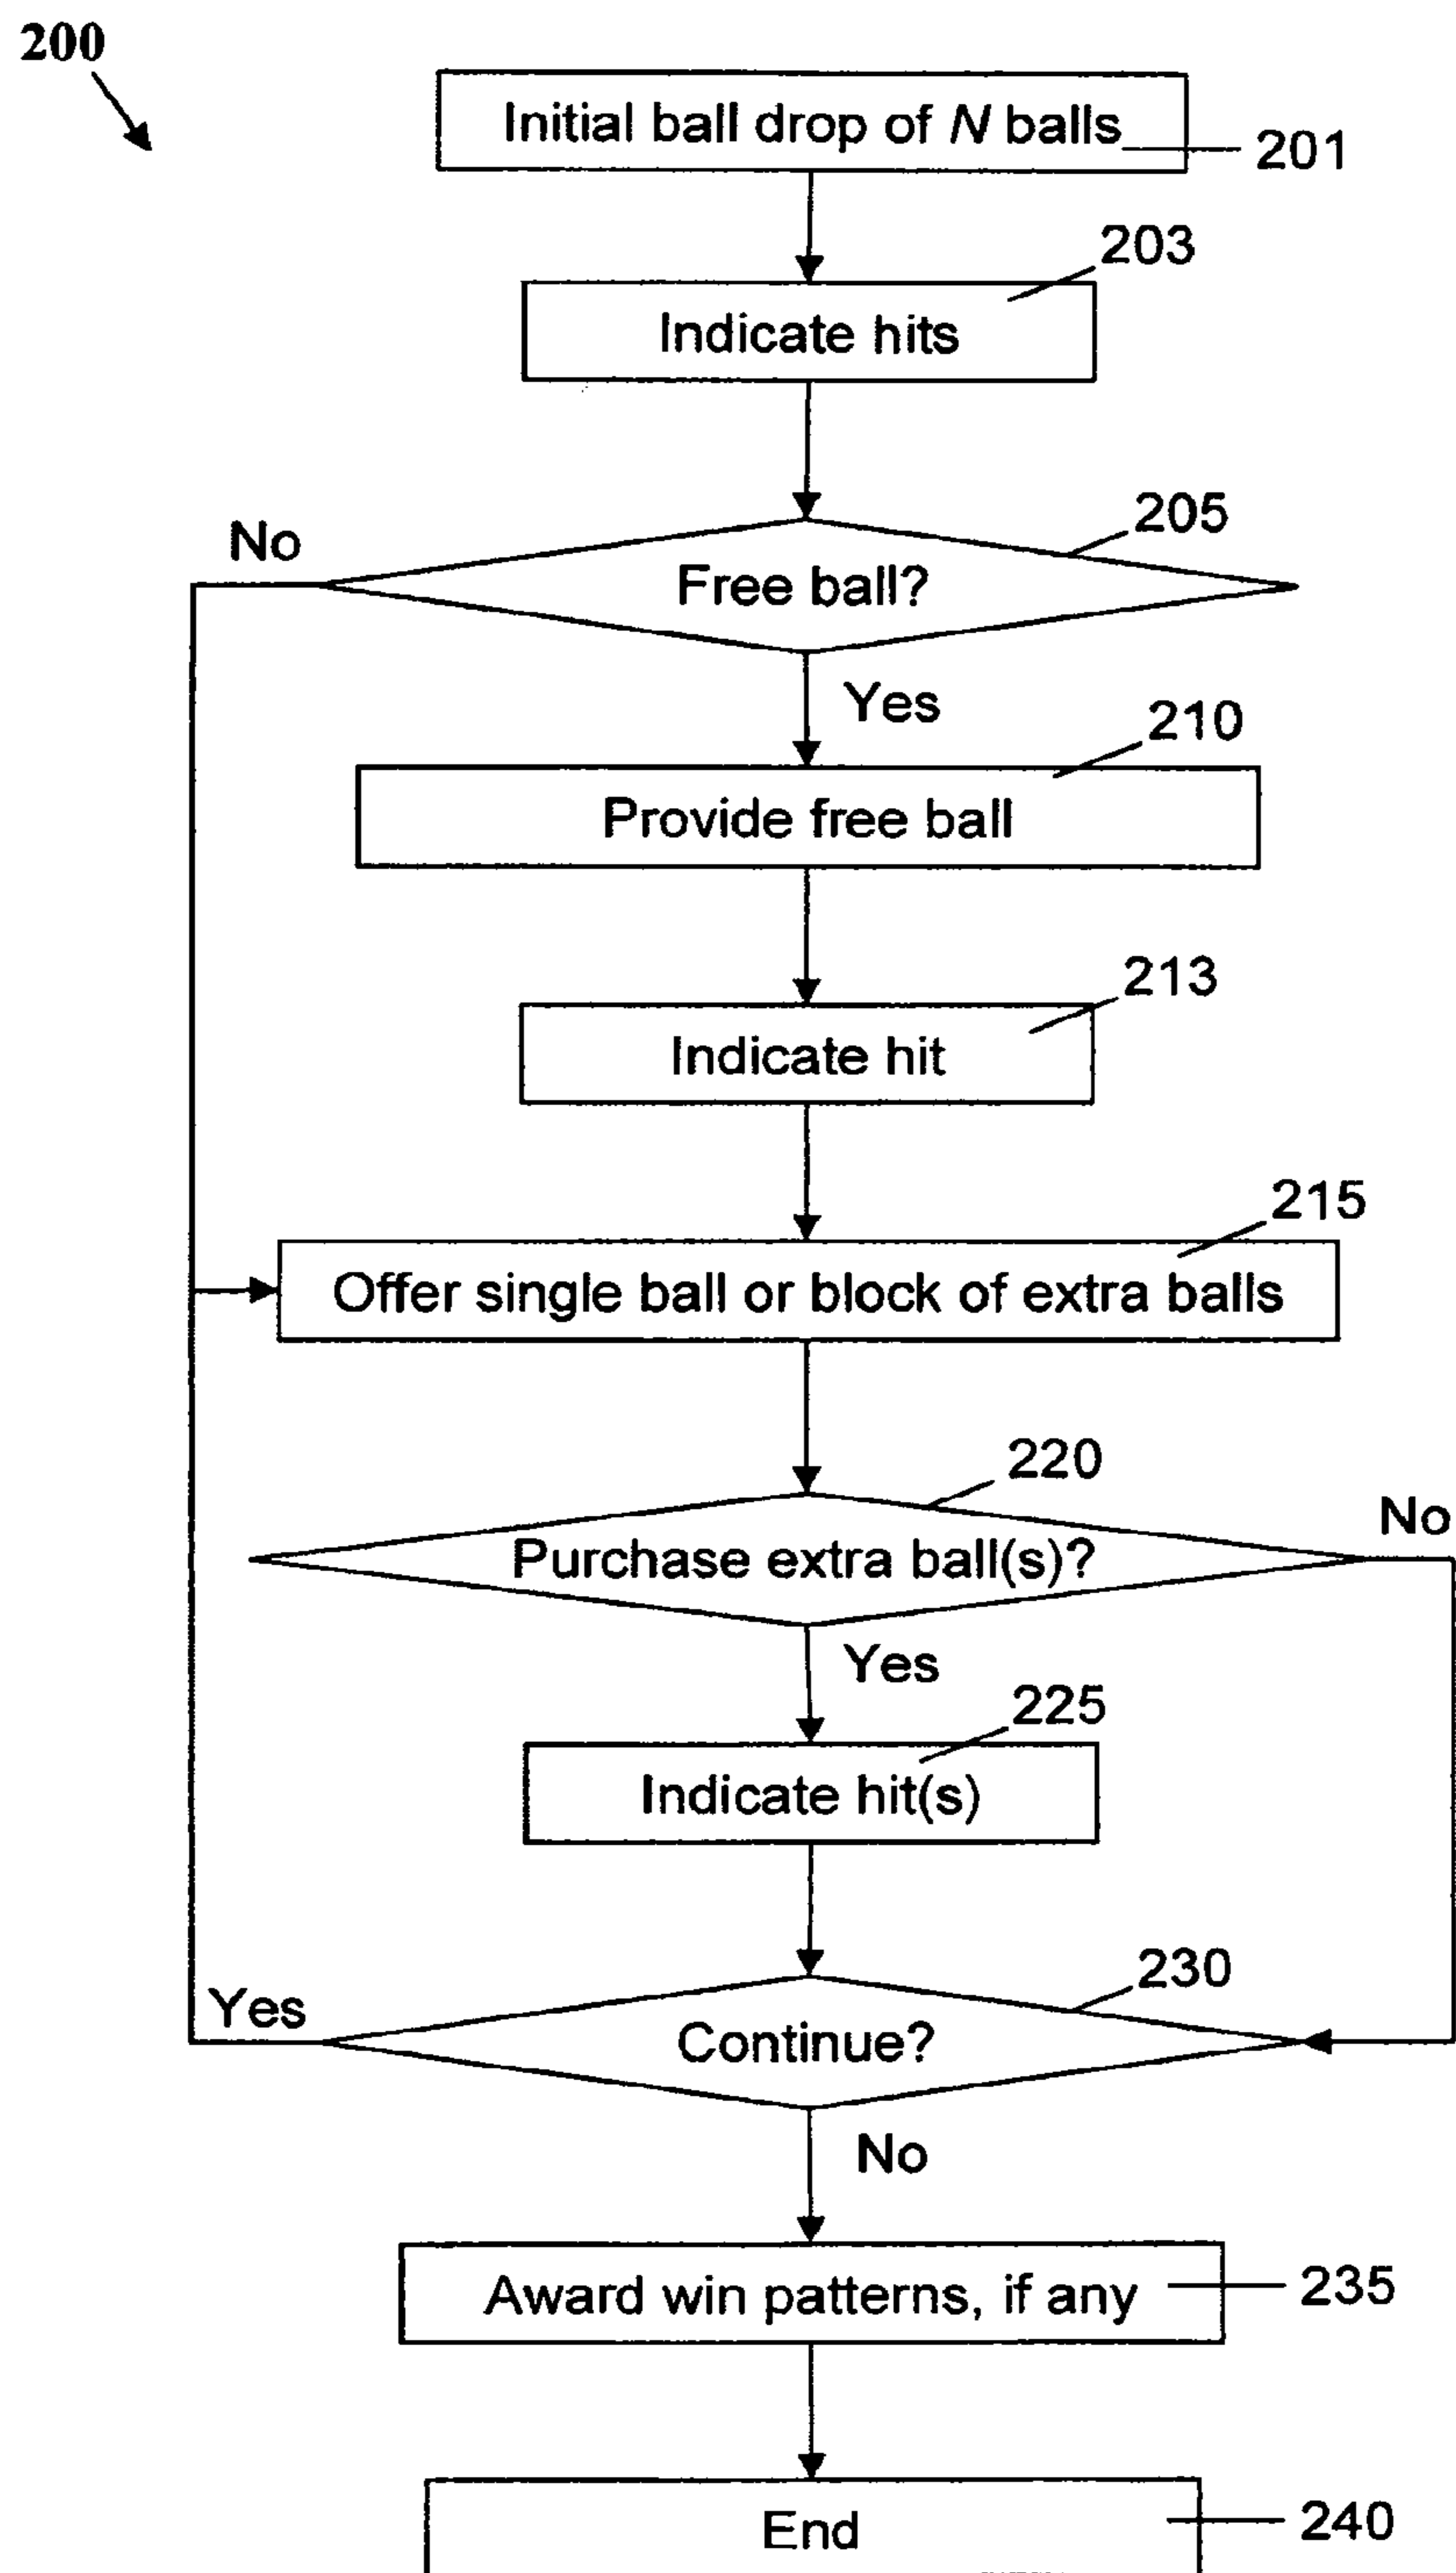 200
Initial ball drop of N balls
201
203
Indicate hits
205
No
Free ball?
Yes
210
Provide free ball
213
Indicate hit
215
Offer single ball or block of extra balls
220
No
Purchase extra ball(s)?
Yes
225
Indicate hit(s)
230
Yes
Continue?
No
Award win patterns, if any
235
End
240